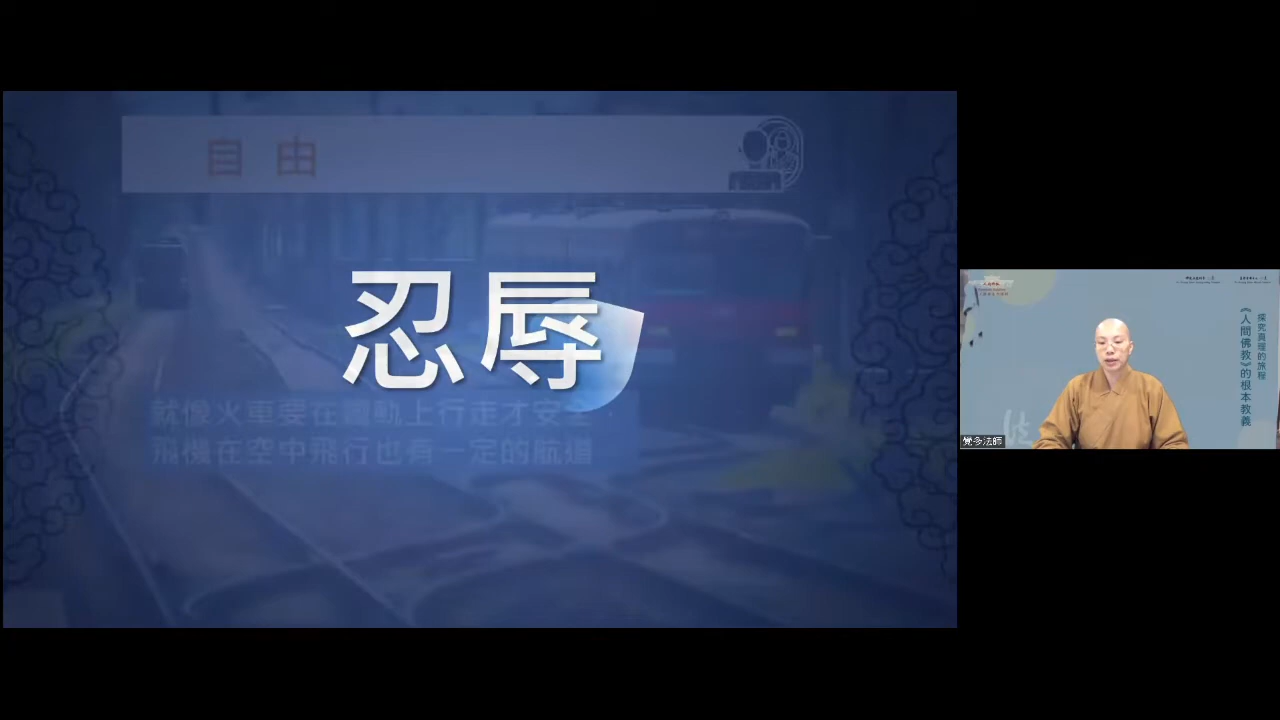 自由
忍辱
就像火車要在鐵軌上行走才安
飛機在空中飛行也有一定的航道
探究真理的旅程
《人間佛教》的根本教義
覺多法師